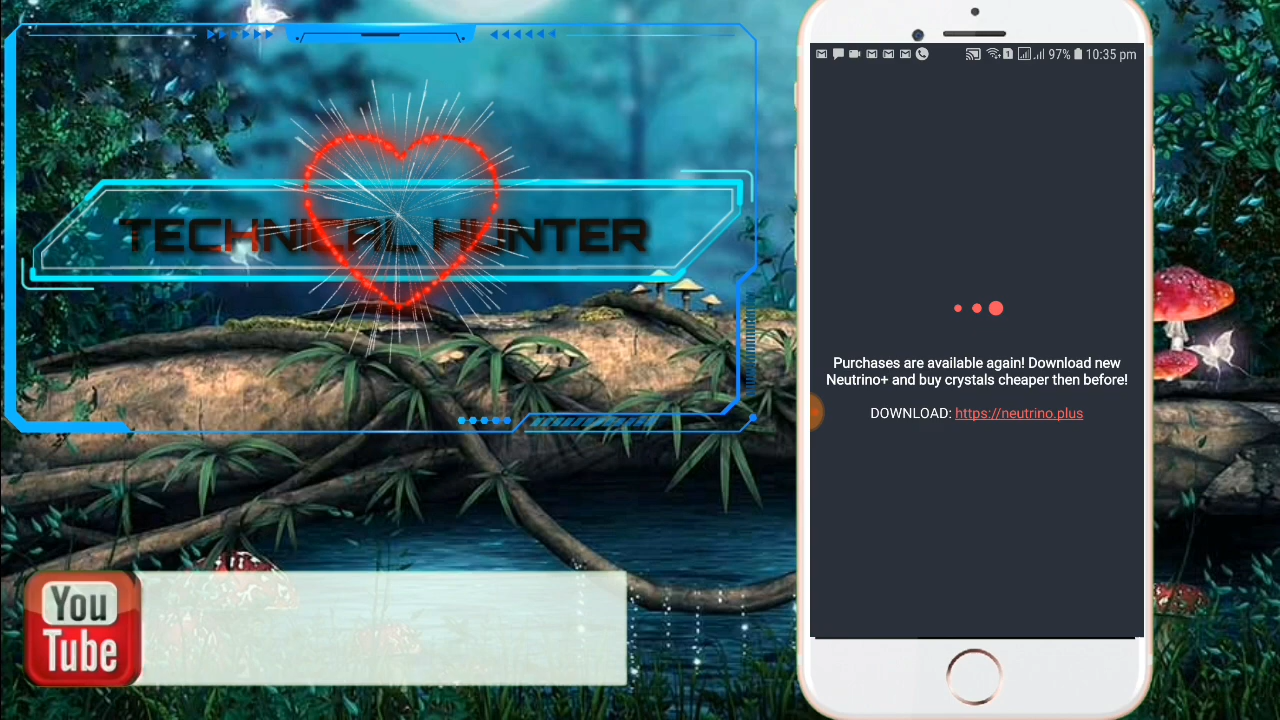 TECHNICAL HUNTER
You
Tube
1 97% 10:35 pm
Purchases are available again! Download new
Neutrino+ and buy crystals cheaper then before!
DOWNLOAD: https://neutrino.plus